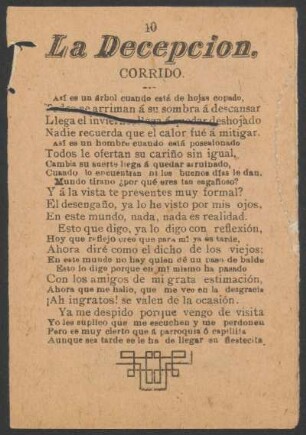 10
La Decepcion.
CORRIDO.
Así es un árbol cuando está de hojas copado,
Todos se arriman á su sombra á descansar
Llega el invierno llega á quedar deshojado
Nadie recuerda que el calor fué á mitigar.
Así es un hombre cuando está posesionado
Todos le ofertan su cariño sin igual,
Cambia su suerte llega á quedar arruinado,
Cuando lo encuentran ni los buenos días le dan.
Mundo tirano ¿por qué eres tan engañoso?
Y á la vista te presentes muy formal?
El desengaño, ya lo he visto por mis ojos,
En este mundo, nada, nada es realidad.
Esto que digo, ya lo digo con reflexión,
Hoy que reflejo creo que para mí ya es tarde,
Ahora diré como el dicho de los viejos:
En este mundo no hay quien dé un paso de balde
Esto lo digo porque en mí mismo ha pasado
Con los amigos de mi grata estimación,
Ahora que me hallo, que me veo en la desgracia
¡Ah ingratos! se valen de la ocasión.
Ya me despido porque vengo de visita
Yo les suplico que me escuchen y me perdonen
Pero es muy cierto que á parroquia ó capillita
Aunque sea tarde se le ha de llegar su fiestecita